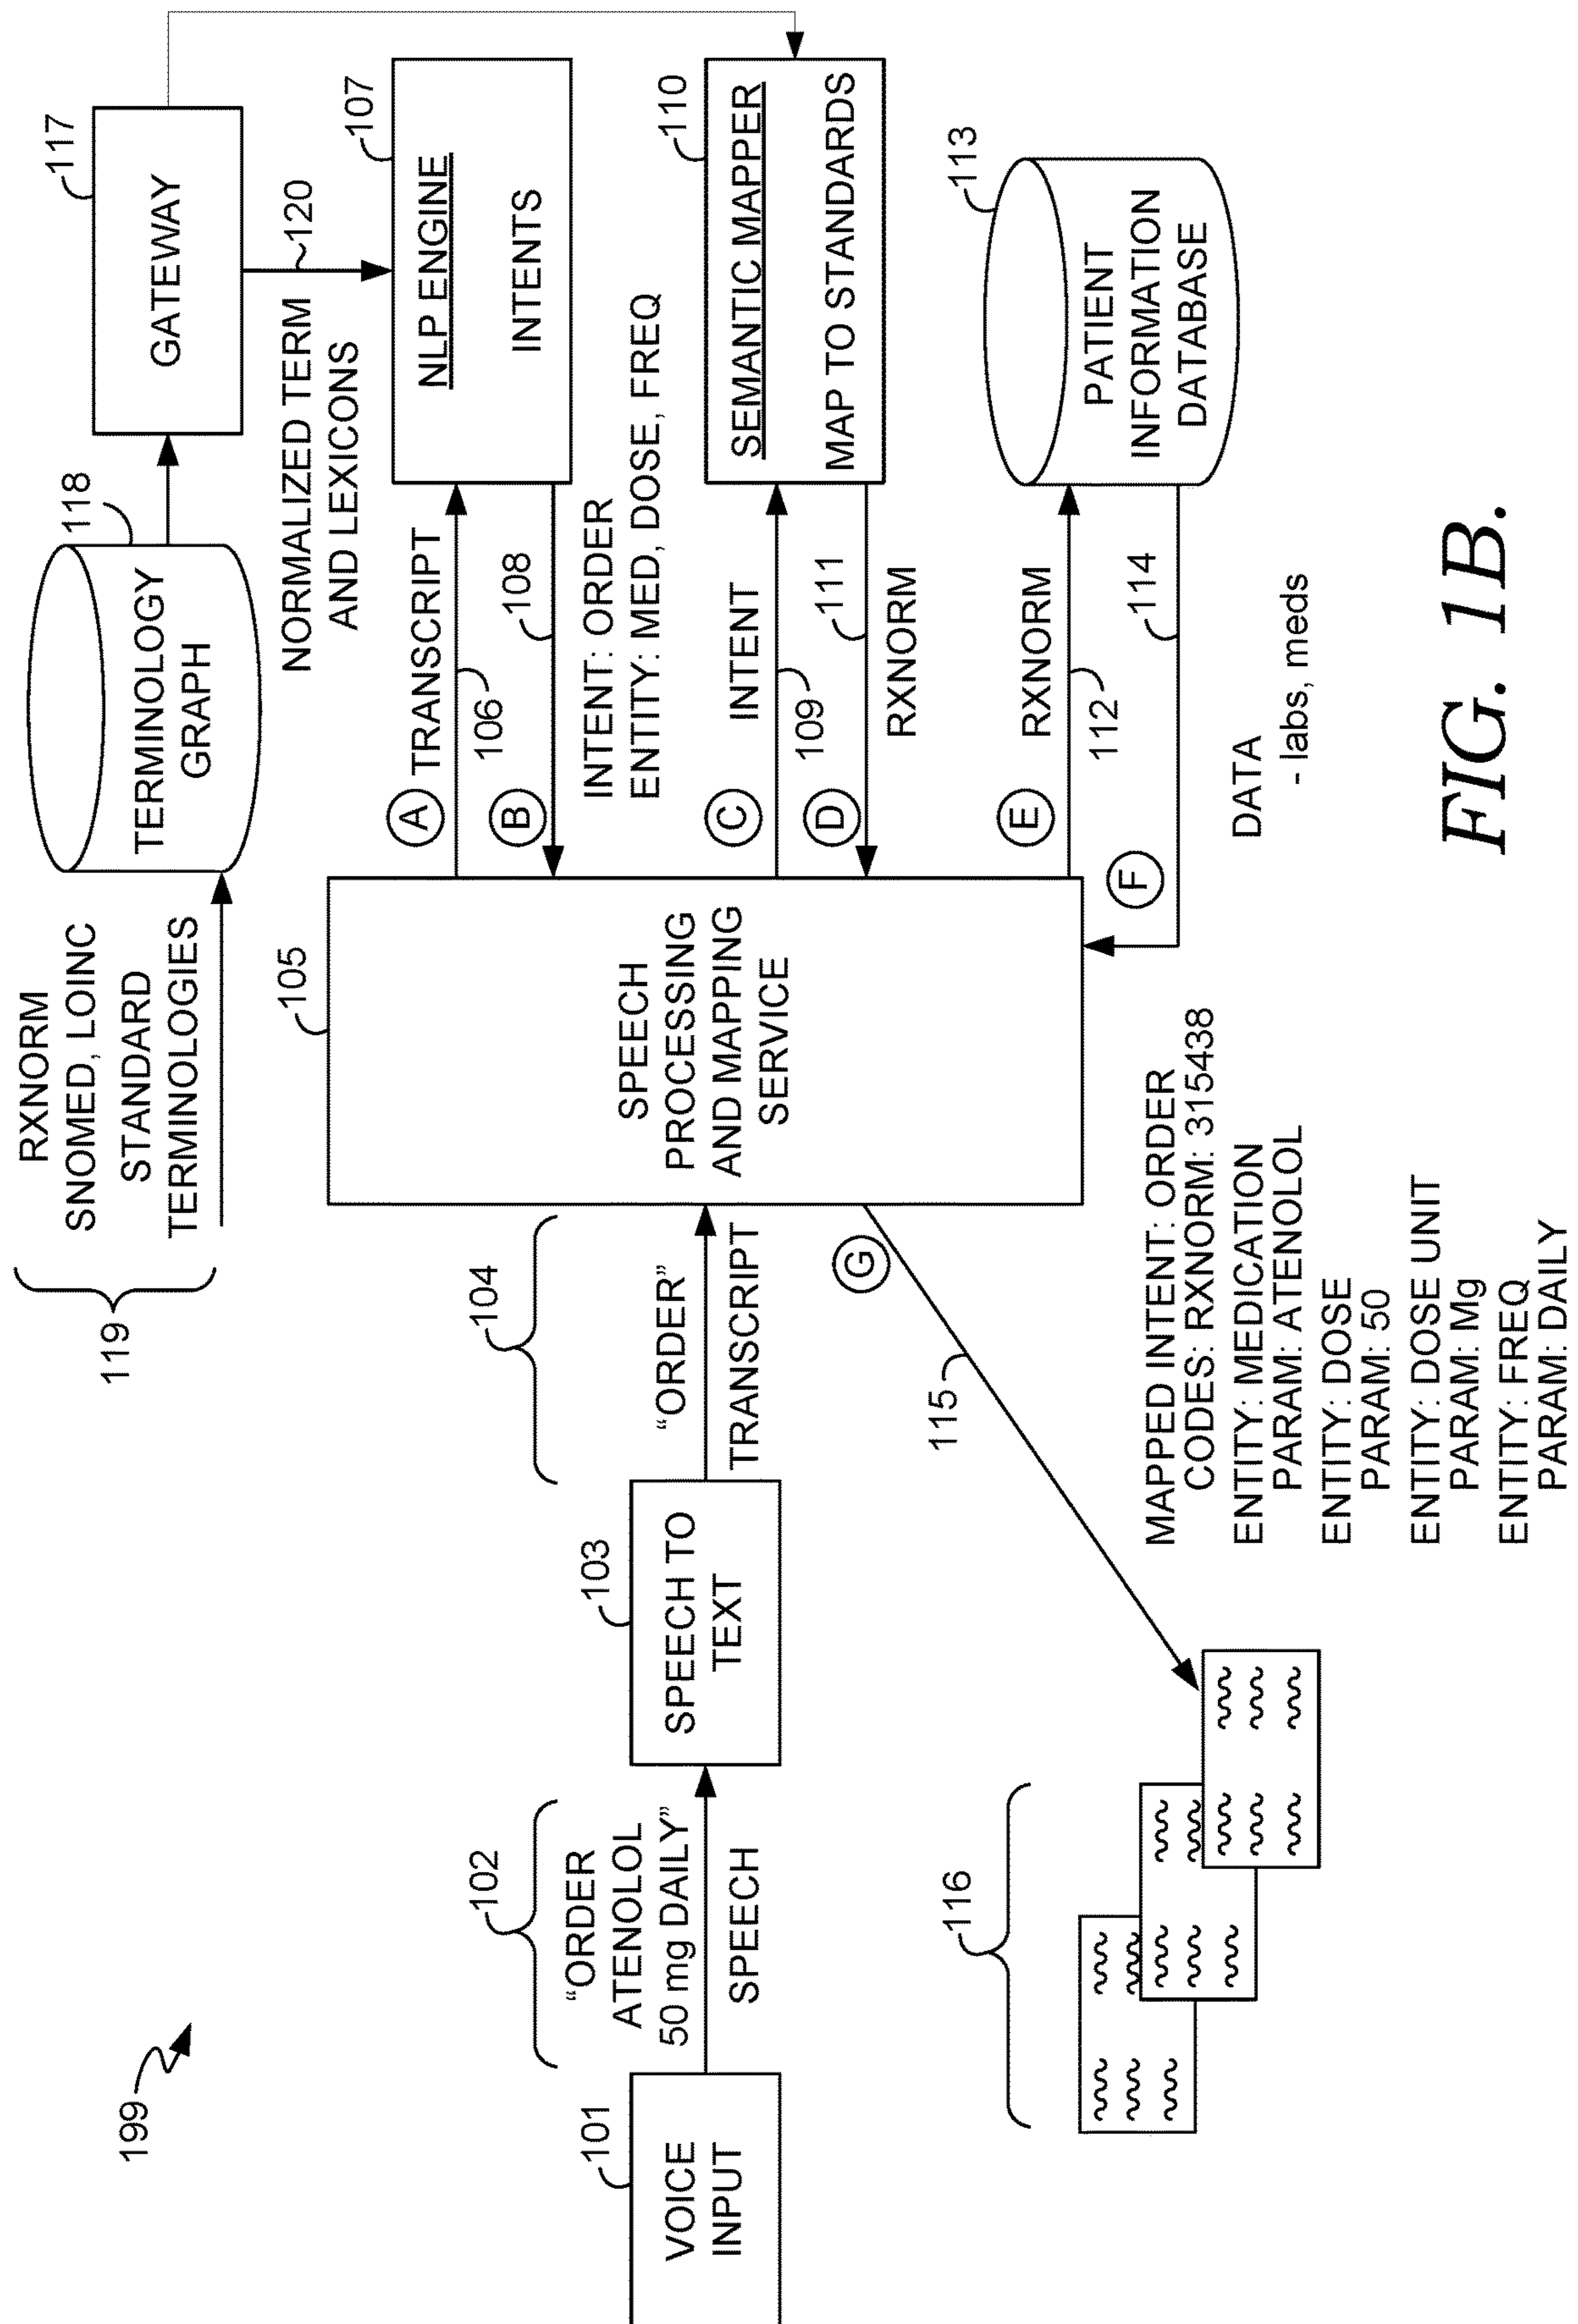 199
RXNORM
SNOMED, LOINC
STANDARD
TERMINOLOGIES
119
TERMINOLOGY
GRAPH
118
GATEWAY
117
NORMALIZED TERM
AND LEXICONS
120
VOICE
INPUT
101
102
“ORDER
ATENOLOL
50 mg DAILY”
SPEECH
SPEECH TO
TEXT
103
104
“ORDER”
TRANSCRIPT
105
SPEECH
PROCESSING
AND MAPPING
SERVICE
A
TRANSCRIPT
106
B
108
INTENT: ORDER
ENTITY: MED, DOSE, FREQ
NLP ENGINE
INTENTS
107
C
INTENT
109
D
111
RXNORM
SEMANTIC MAPPER
MAP TO STANDARDS
110
E
RXNORM
112
F
114
DATA
- labs, meds
PATIENT
INFORMATION
DATABASE
113
G
115
116
MAPPED INTENT: ORDER
CODES: RXNORM: 315438
ENTITY: MEDICATION
PARAM: ATENOLOL
ENTITY: DOSE
PARAM: 50
ENTITY: DOSE UNIT
PARAM: Mg
ENTITY: FREQ
PARAM: DAILY
FIG. 1B.